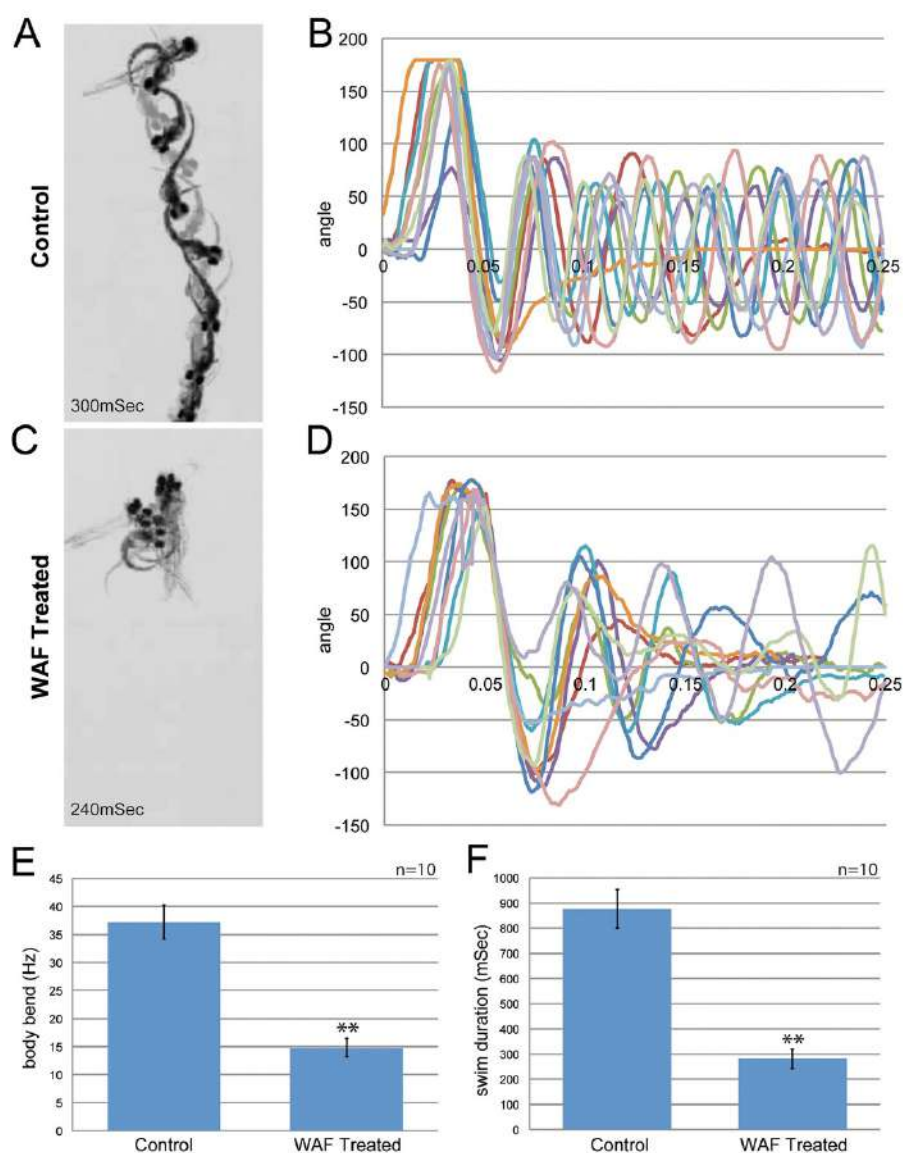 A
Control
300mSec
B
200
150
100
50
0
-50
-100
-150
angle
0 0.05 0.1 0.15 0.2 0.25
C
WAF Treated
240mSec
D
200
150
100
50
0
-50
-100
-150
angle
0 0.05 0.1 0.15 0.2 0.25
E
n=10
45
40
35
30
25
20
15
10
5
0
body bend (Hz)
**
Control WAF Treated
F
n=10
1000
900
800
700
600
500
400
300
200
100
0
swim duration (mSec)
**
Control WAF Treated